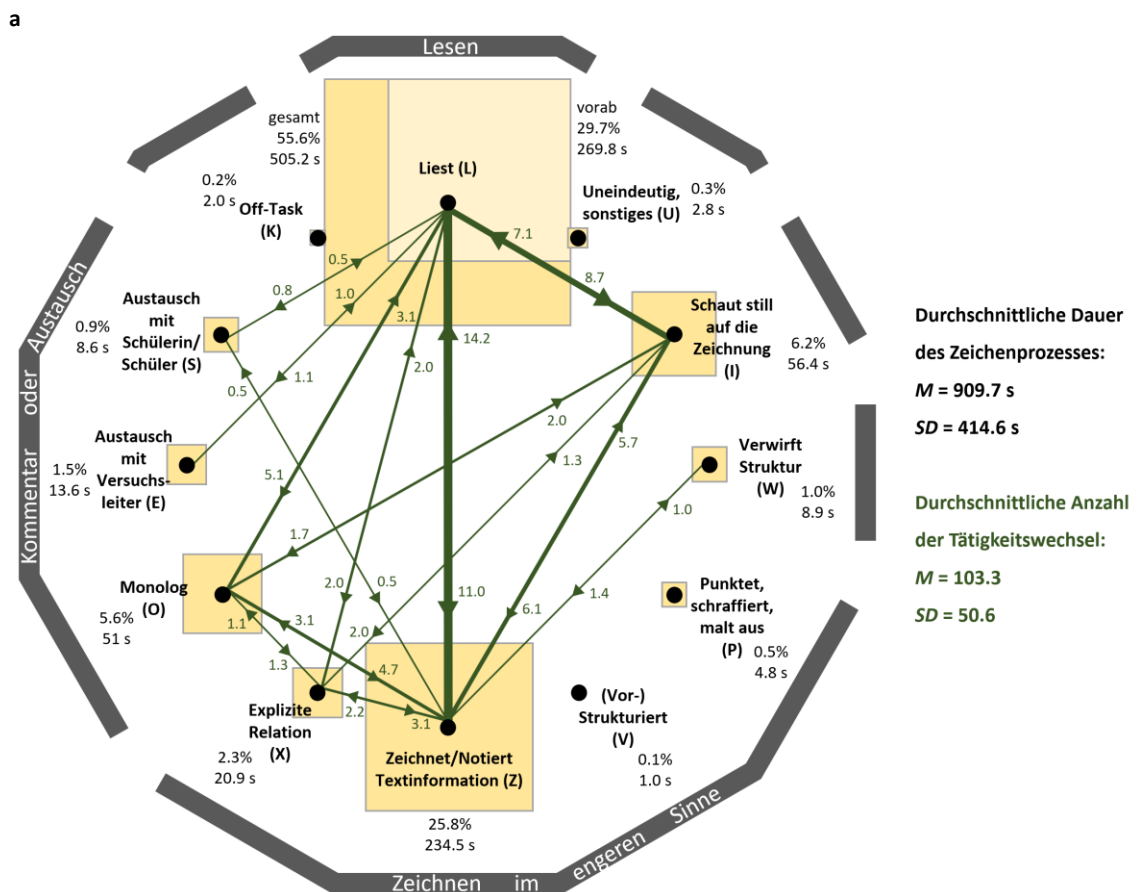 a
Lesen
gesamt
55.6%
505.2 s
vorab
29.7%
269.8 s
Liest (L)
0.2%
2.0 s
Off-Task
(K)
Uneindeutig,
sonstiges (U)
0.3%
2.8 s
7.1
8.7
0.5
0.8
1.0
3.1
14.2
2.0
1.1
0.5
Kommentar oder Austausch
0.9%
8.6 s
Austausch
mit
Schülerin/
Schüler (S)
Schaut still
auf die
Zeichnung
(I)
6.2%
56.4 s
Durchschnittliche Dauer
des Zeichenprozesses:
M = 909.7 s
SD = 414.6 s
2.0
5.7
1.3
1.5%
13.6 s
Austausch
mit
Versuchs-
leiter (E)
Verwirft
Struktur
(W)
1.0%
8.9 s
5.1
1.7
1.0
Durchschnittliche Anzahl
der Tätigkeitswechsel:
M = 103.3
SD = 50.6
Monolog
(O)
5.6%
51 s
2.0
0.5
11.0
6.1
1.4
Punktet,
schraffiert,
malt aus
(P)
0.5%
4.8 s
1.1
3.1
2.0
1.3
4.7
2.2
3.1
Explizite
Relation
(X)
2.3%
20.9 s
Zeichnet/Notiert
Textinformation (Z)
25.8%
234.5 s
(Vor-)
Strukturiert
(V)
0.1%
1.0 s
Zeichnen im engeren Sinne